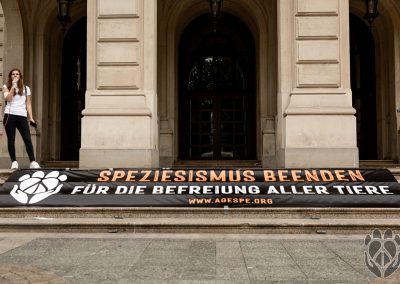 SPEZIESISMUS BEENDEN
FÜR DIE BEFREIUNG ALLER TIERE
WWW.AGESPE.ORG